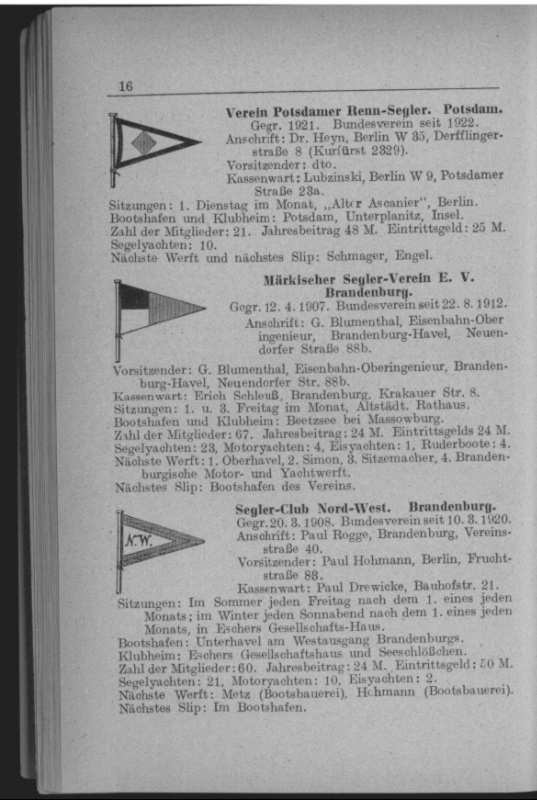 16
Verein Potsdamer Renn-Segler. Potsdam.
Gegr. 1921. Bundesverein seit 1922.
Anschrift: Dr. Heyn, Berlin W 35, Derfflinger-
straße 8 (Kurfürst 2329).
Vorsitzender: dto.
Kassenwart: Lubzinski, Berlin W 9, Potsdamer
Straße 23a.
Sitzungen: 1. Dienstag im Monat, „Alter Ascanier“, Berlin.
Bootshafen und Klubheim: Potsdam, Unterplanitz, Insel.
Zahl der Mitglieder: 21. Jahresbeitrag 48 M. Eintrittsgeld: 25 M.
Segelyachten: 10.
Nächste Werft und nächstes Slip: Schmager, Engel.
Märkischer Segler-Verein E. V.
Brandenburg.
Gegr. 12. 4. 1907. Bundesverein seit 22. 8. 1912.
Anschrift: G. Blumenthal, Eisenbahn-Ober
ingenieur, Brandenburg-Havel, Neuen-
dorfer Straße 88b.
Vorsitzender: G. Blumenthal, Eisenbahn-Oberingenieur, Branden-
burg-Havel, Neuendorfer Str. 88b.
Kassenwart: Erich Schleuß, Brandenburg, Krakauer Str. 8.
Sitzungen: 1. u. 3. Freitag im Monat, Altstädt. Rathaus.
Bootshafen und Klubheim: Beetzsee bei Massowburg.
Zahl der Mitglieder: 67. Jahresbeitrag: 24 M. Eintrittsgelds 24 M.
Segelyachten: 23, Motoryachten: 4, Eisyachten: 1, Ruderboote: 4.
Nächste Werft: 1. Oberhavel, 2. Simon, 3. Sitzemacher, 4. Branden-
burgische Motor- und Yachtwerft.
Nächstes Slip: Bootshafen des Vereins.
N.W.
Segler-Club Nord-West. Brandenburg.
Gegr. 20. 3. 1908. Bundesverein seit 10. 3. 1920.
Anschrift: Paul Rogge, Brandenburg, Vereins-
straße 40.
Vorsitzender: Paul Hohmann, Berlin, Frucht-
straße 88.
Kassenwart: Paul Drewicke, Bauhofstr. 21.
Sitzungen: Im Sommer jeden Freitag nach dem 1. eines jeden
Monats; im Winter jeden Sonnabend nach dem 1. eines jeden
Monats, in Eschers Gesellschafts-Haus.
Bootshafen: Unterhavel am Westausgang Brandenburgs.
Klubheim: Eschers Gesellschaftshaus und Seeschlößchen.
Zahl der Mitglieder: 60. Jahresbeitrag: 24 M. Eintrittsgeld: 50 M.
Segelyachten: 21, Motoryachten: 10, Eisyachten: 2.
Nächste Werft: Metz (Bootsbauerei), Hohmann (Bootsbauerei).
Nächstes Slip: Im Bootshafen.